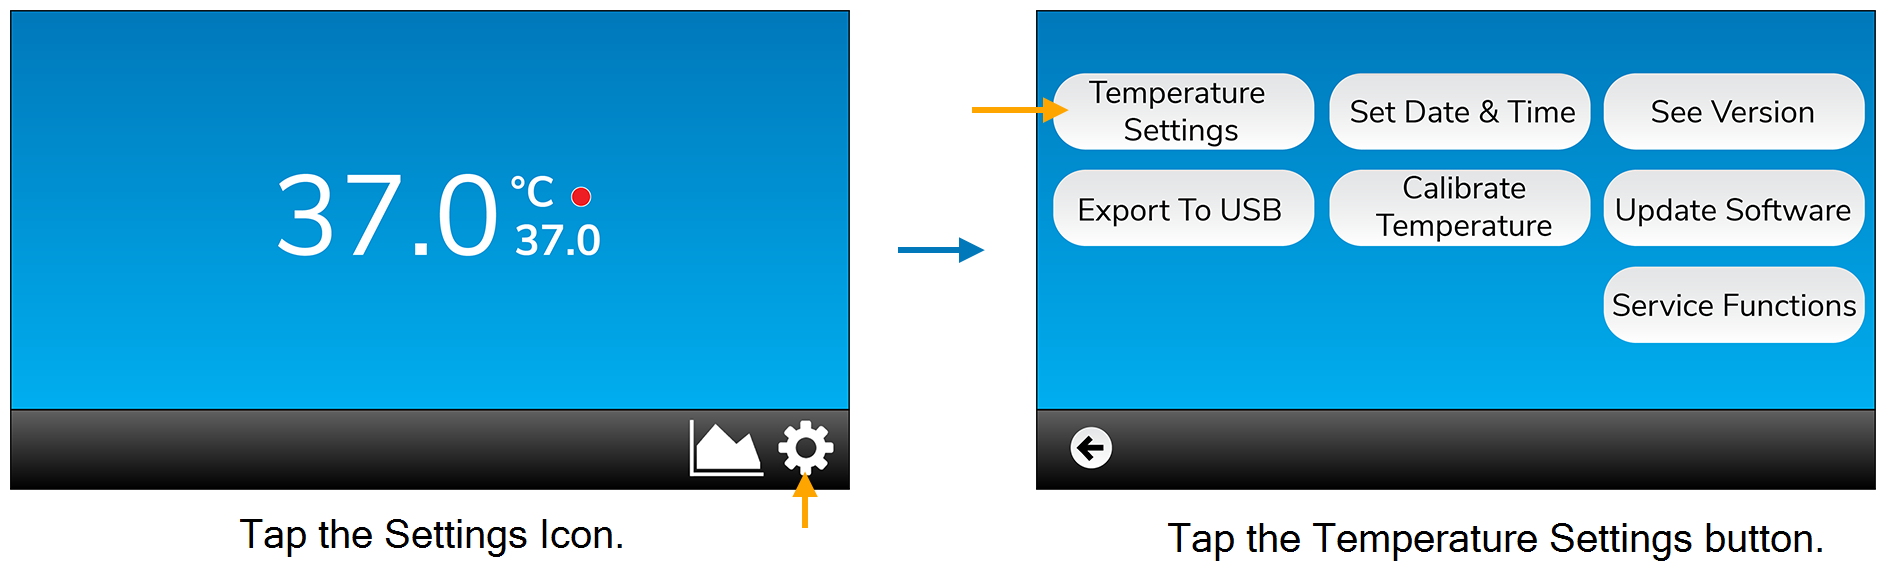 37.0 °C
37.0
Tap the Settings Icon.
Temperature
Settings
Set Date & Time
See Version
Export To USB
Calibrate
Temperature
Update Software
Service Functions
Tap the Temperature Settings button.